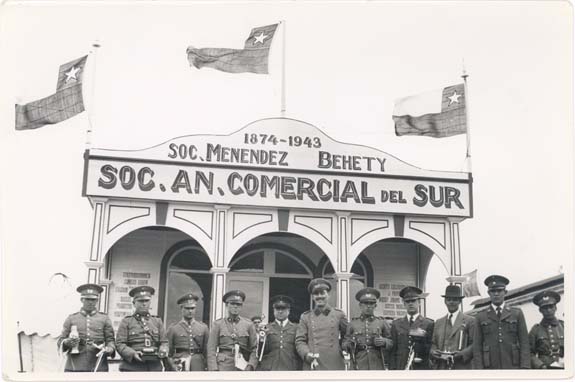 1874-1943
SOC. MENENDEZ BEHETY
SOC. AN. COMERCIAL DEL SUR